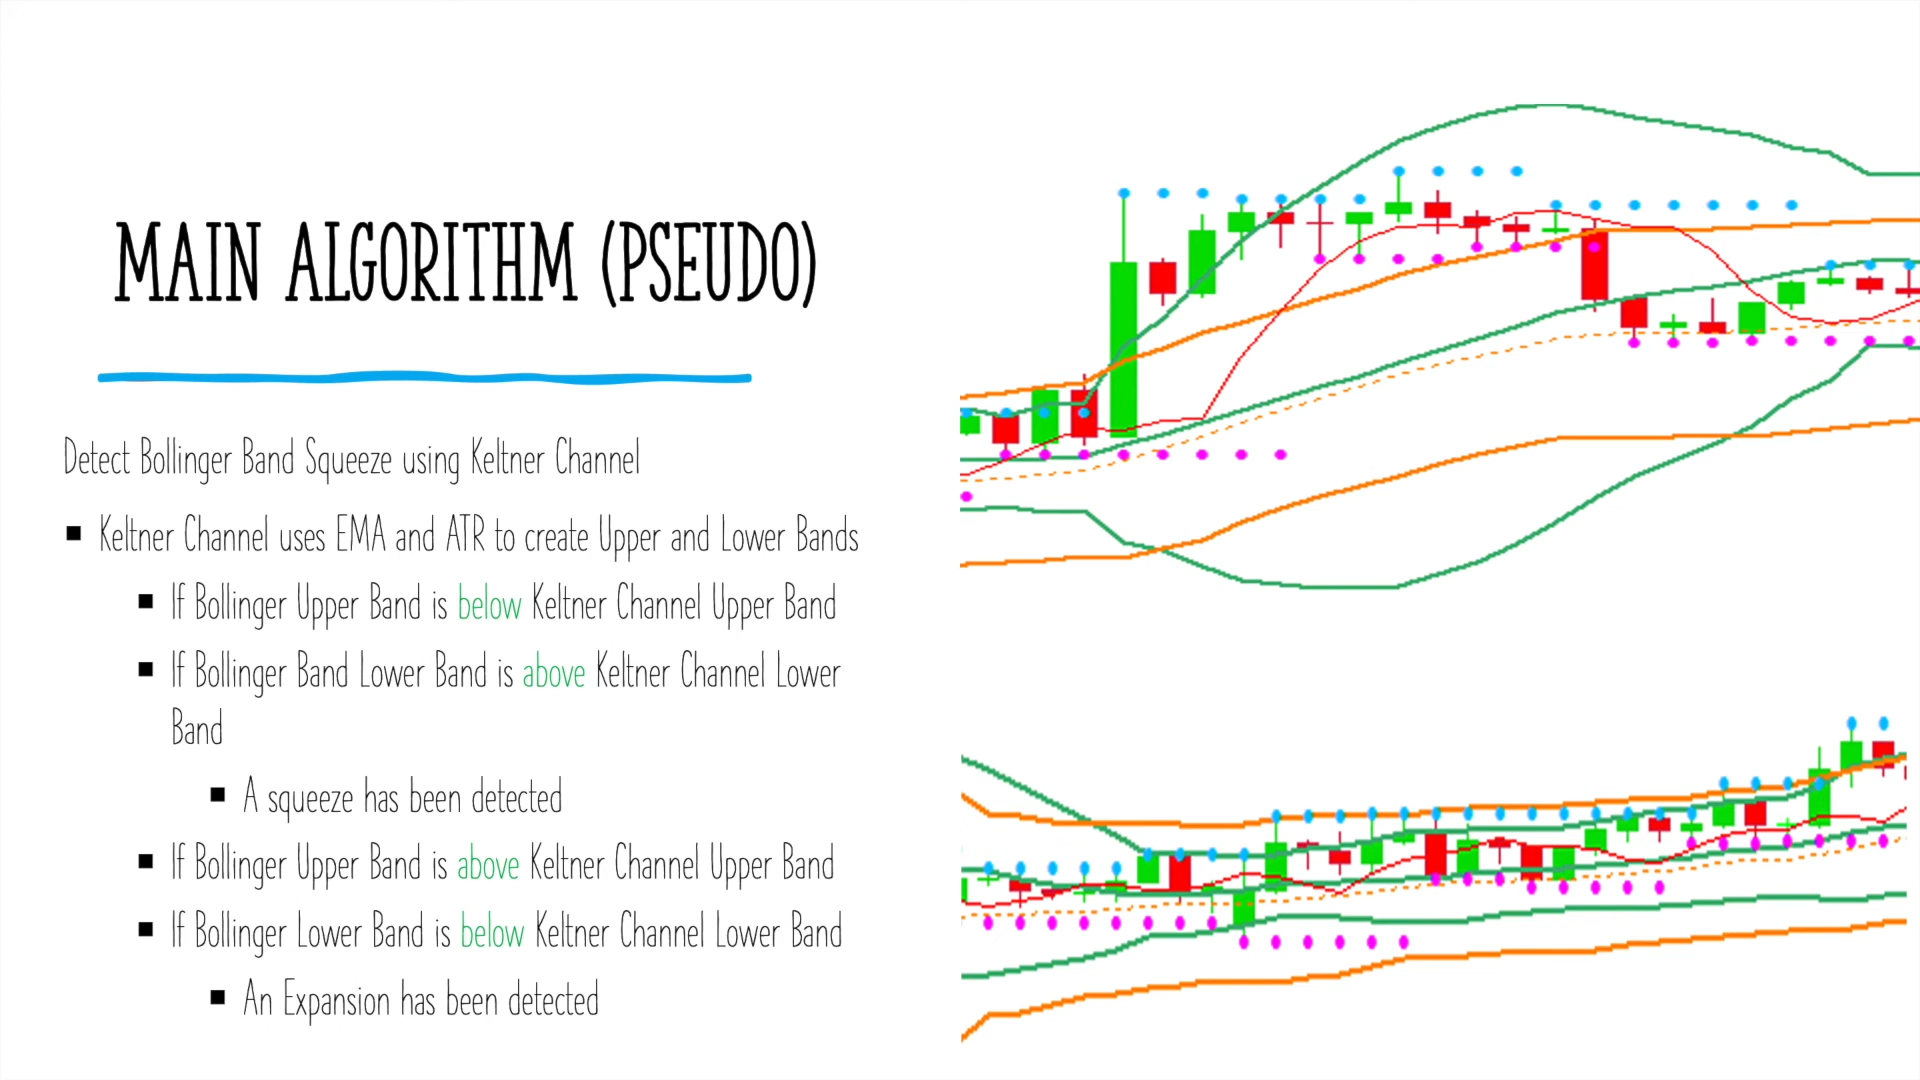 MAIN ALGORITHM (PSEUDO)
Detect Bollinger Band Squeeze using Keltner Channel
Keltner Channel uses EMA and ATR to create Upper and Lower Bands
If Bollinger Upper Band is below Keltner Channel Upper Band
If Bollinger Band Lower Band is above Keltner Channel Lower
Band
A squeeze has been detected
If Bollinger Upper Band is above Keltner Channel Upper Band
If Bollinger Lower Band is below Keltner Channel Lower Band
An Expansion has been detected